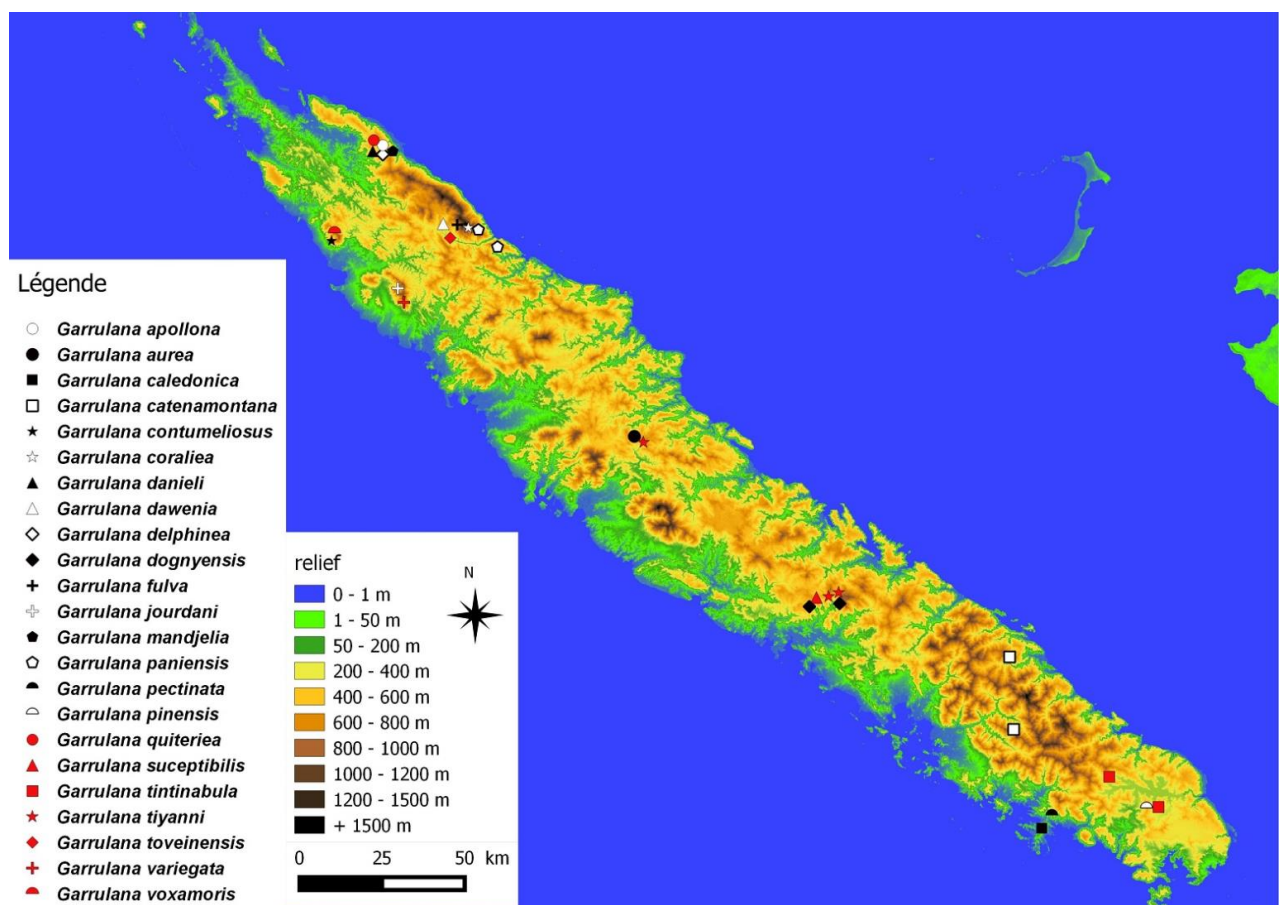 Légende
Garrulana apollona
Garrulana aurea
Garrulana caledonica
Garrulana catenamontana
Garrulana contumeliosus
Garrulana coraliea
Garrulana danieli
Garrulana dawenia
Garrulana delphinea
Garrulana dognyensis
Garrulana fulva
Garrulana jourdani
Garrulana mandjelia
Garrulana paniensis
Garrulana pectinata
Garrulana pinensis
Garrulana quiteriea
Garrulana suceptibilis
Garrulana tintinabula
Garrulana tiyanni
Garrulana toveinensis
Garrulana variegata
Garrulana voxamoris
relief
0 - 1 m
1 - 50 m
50 - 200 m
200 - 400 m
400 - 600 m
600 - 800 m
800 - 1000 m
1000 - 1200 m
1200 - 1500 m
+ 1500 m
N
0 25 50 km